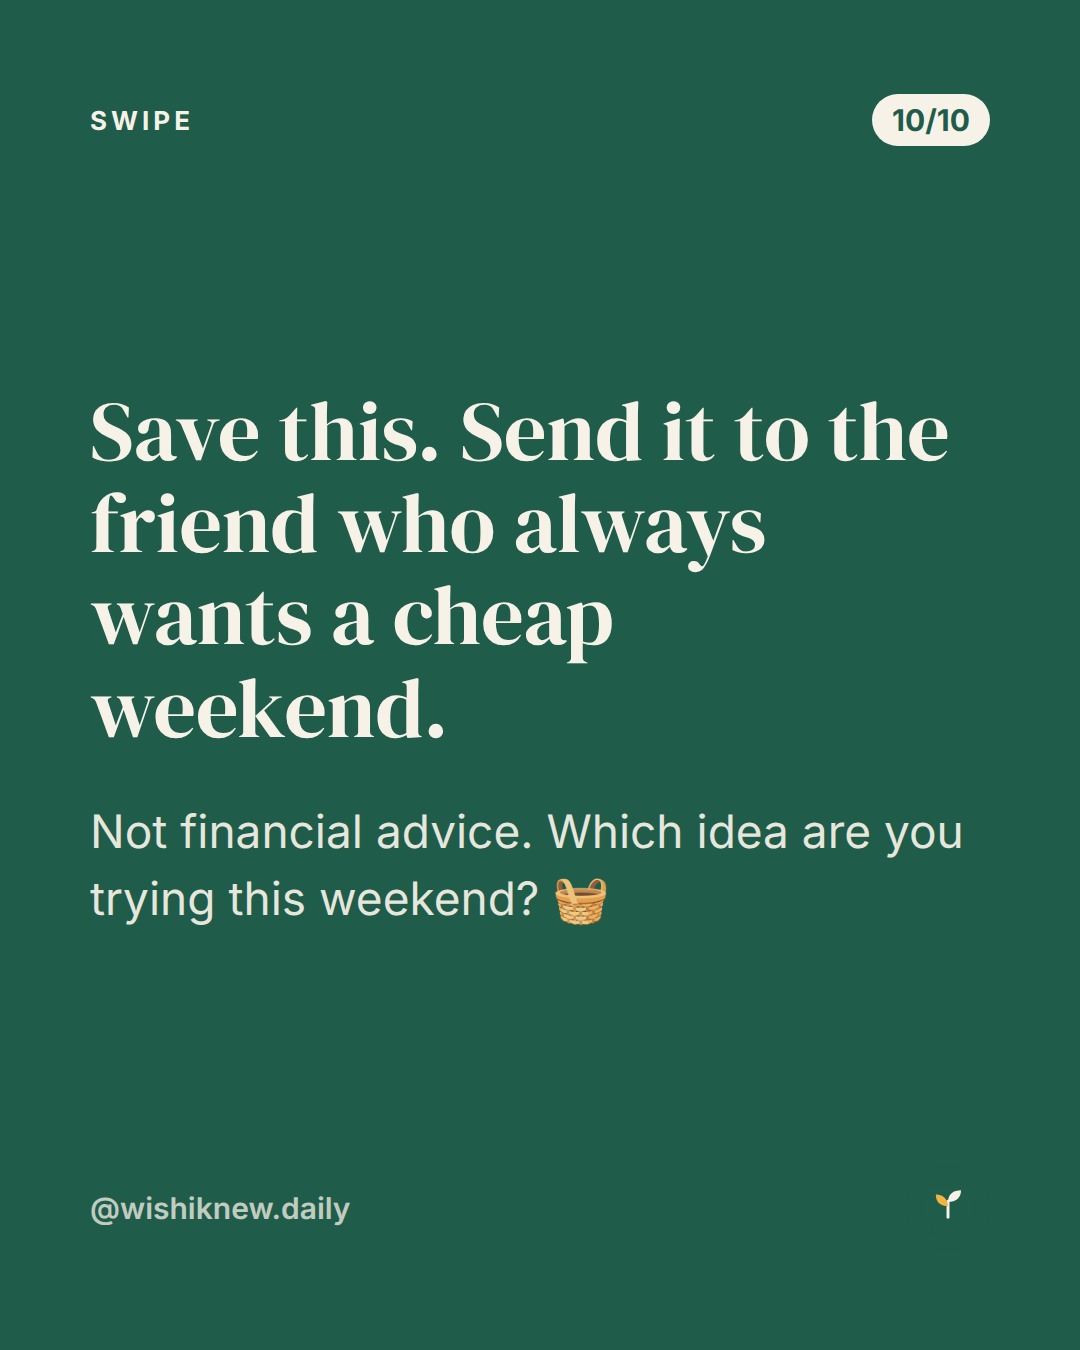 SWIPE
10/10
Save this. Send it to the
friend who always
wants a cheap
weekend.
Not financial advice. Which idea are you
trying this weekend? 🧺
@wishiknew.daily